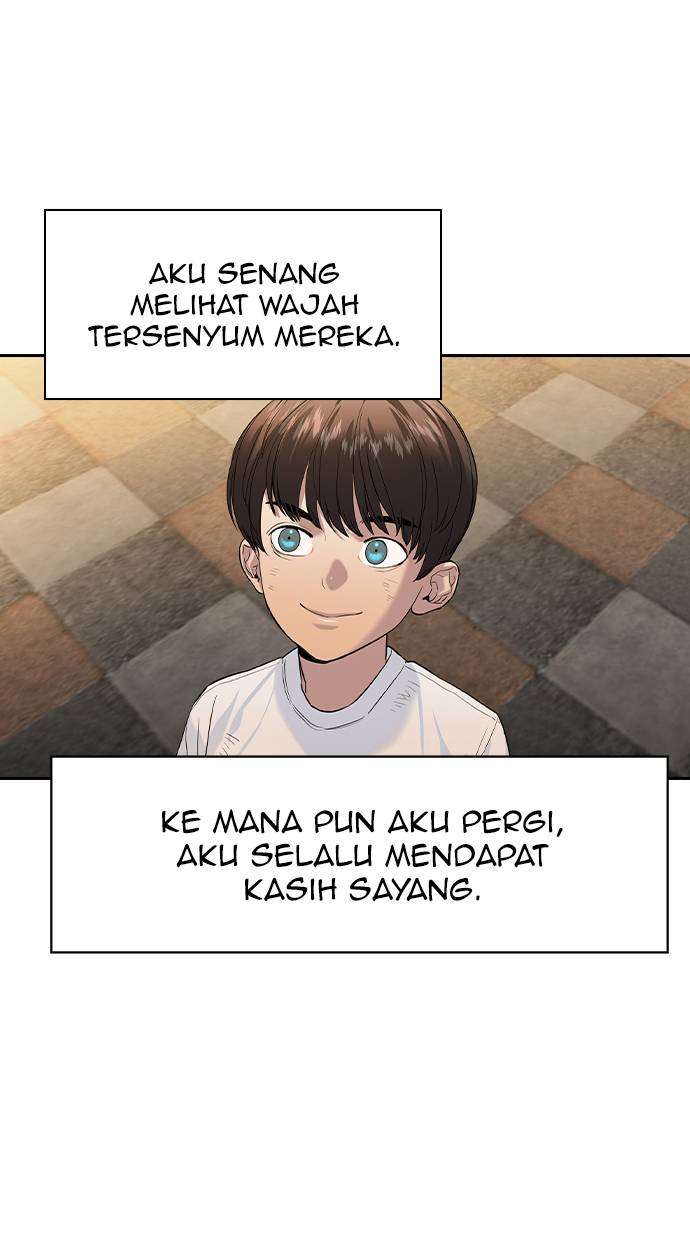 AKU SENANG
MELIHAT WAJAH
TERSENYUM MEREKA.
KE MANA PUN AKU PERGI,
AKU SELALU MENDAPAT
KASIH SAYANG.